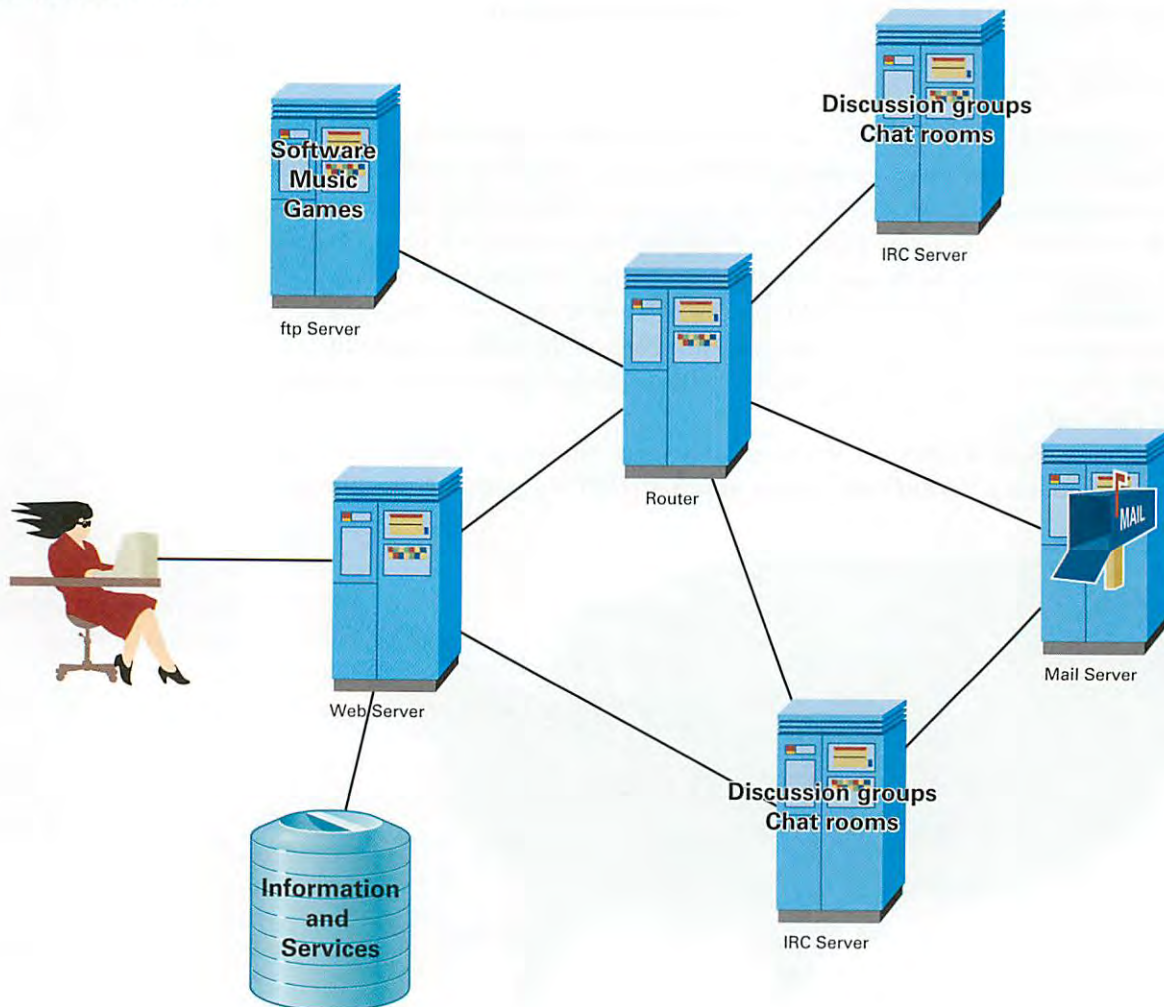 Discussion groups
Chat rooms
IRC Server
Software
Music
Games
ftp Server
Router
MAIL
Mail Server
Web Server
Discussion groups
Chat rooms
IRC Server
Information
and
Services